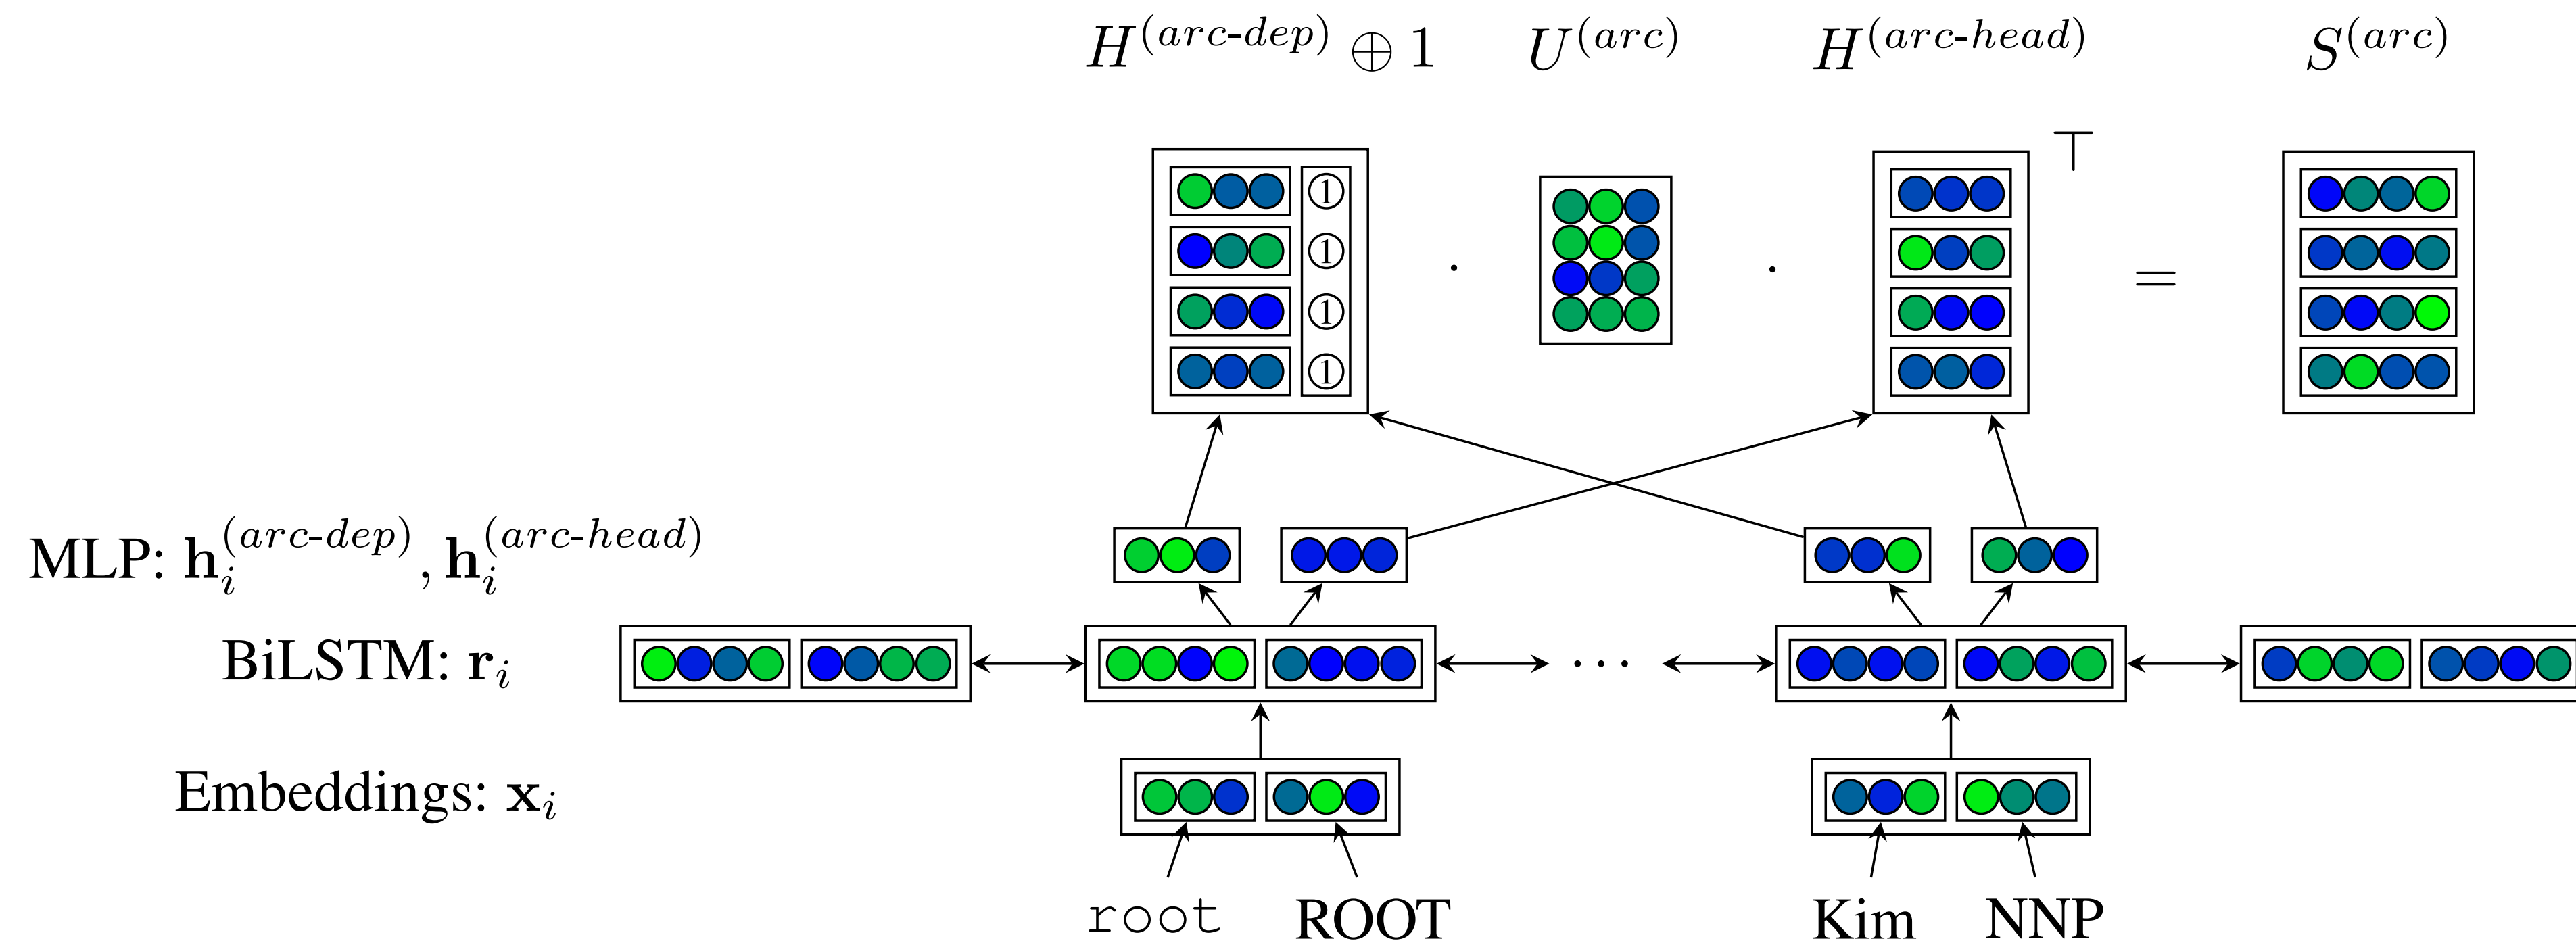 H^(arc-dep) ⊕ 1 U^(arc) H^(arc-head) S^(arc)
⊤
1
1
· · =
1
1
MLP: h_i^(arc-dep), h_i^(arc-head)
BiLSTM: r_i ...
Embeddings: x_i
root ROOT Kim NNP